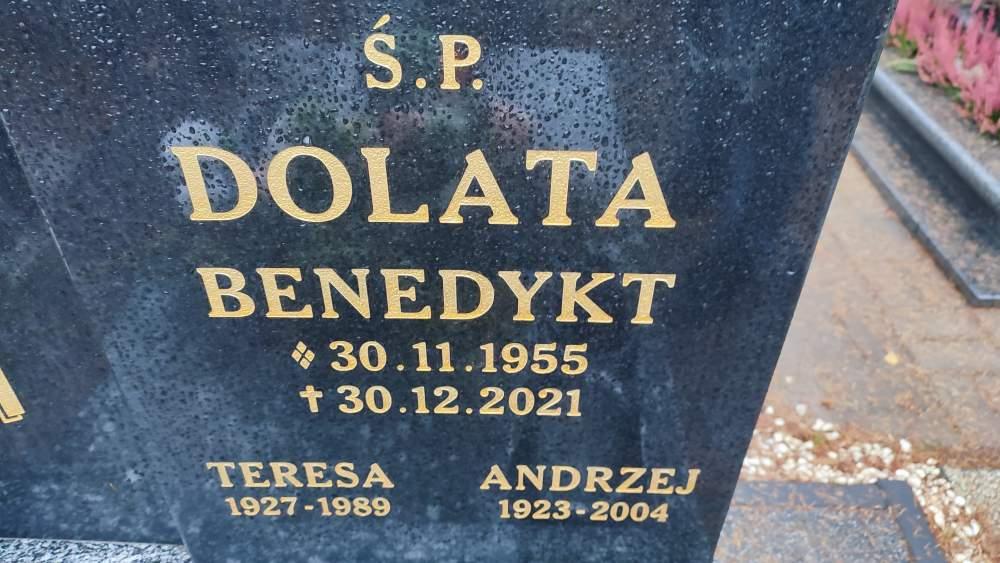 Ś.P.
DOLATA
BENEDYKT
❖ 30.11.1955
✝ 30.12.2021
TERESA ANDRZEJ
1927-1989 1923-2004